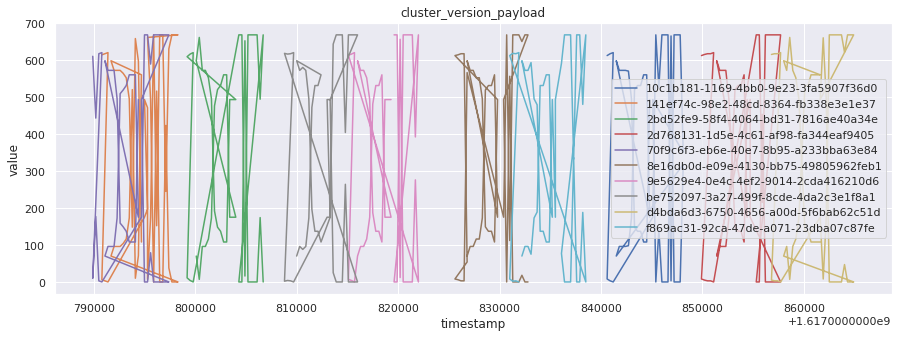 cluster_version_payload
value
700
600
500
400
300
200
100
0
10c1b181-1169-4bb0-9e23-3fa5907f36d0
141ef74c-98e2-48cd-8364-fb338e3e1e37
2bd52fe9-58f4-4064-bd31-7816ae40a34e
2d768131-1d5e-4c61-af98-fa344eaf9405
70f9c6f3-eb6e-40e7-8b95-a233bba63e84
8e16db0d-e09e-4130-bb75-49805962feb1
9e5629e4-0e4c-4ef2-9014-2cda416210d6
be752097-3a27-499f-8cde-4da2c3e1f8a1
d4bda6d3-6750-4656-a00d-5f6bab62c51d
f869ac31-92ca-47de-a071-23dba07c87fe
790000 800000 810000 820000 830000 840000 850000 860000
timestamp
+1.6170000000e9